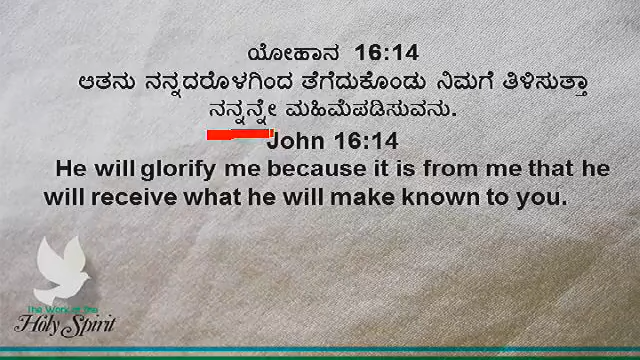 ಯೋಹಾನ 16:14
ಆತನು ನನ್ನದರೊಳಗಿಂದ ತೆಗೆದುಕೊಂಡು ನಿಮಗೆ ತಿಳಿಸುತ್ತಾ
ನನ್ನನ್ನೇ ಮಹಿಮೆಪಡಿಸುವನು.
John 16:14
He will glorify me because it is from me that he
will receive what he will make known to you.
The Work of the
Holy Spirit